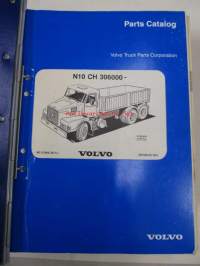 Parts Catalog
Volvo Truck Parts Corporation
N10 CH 306000-
VOLVO
VOLVO